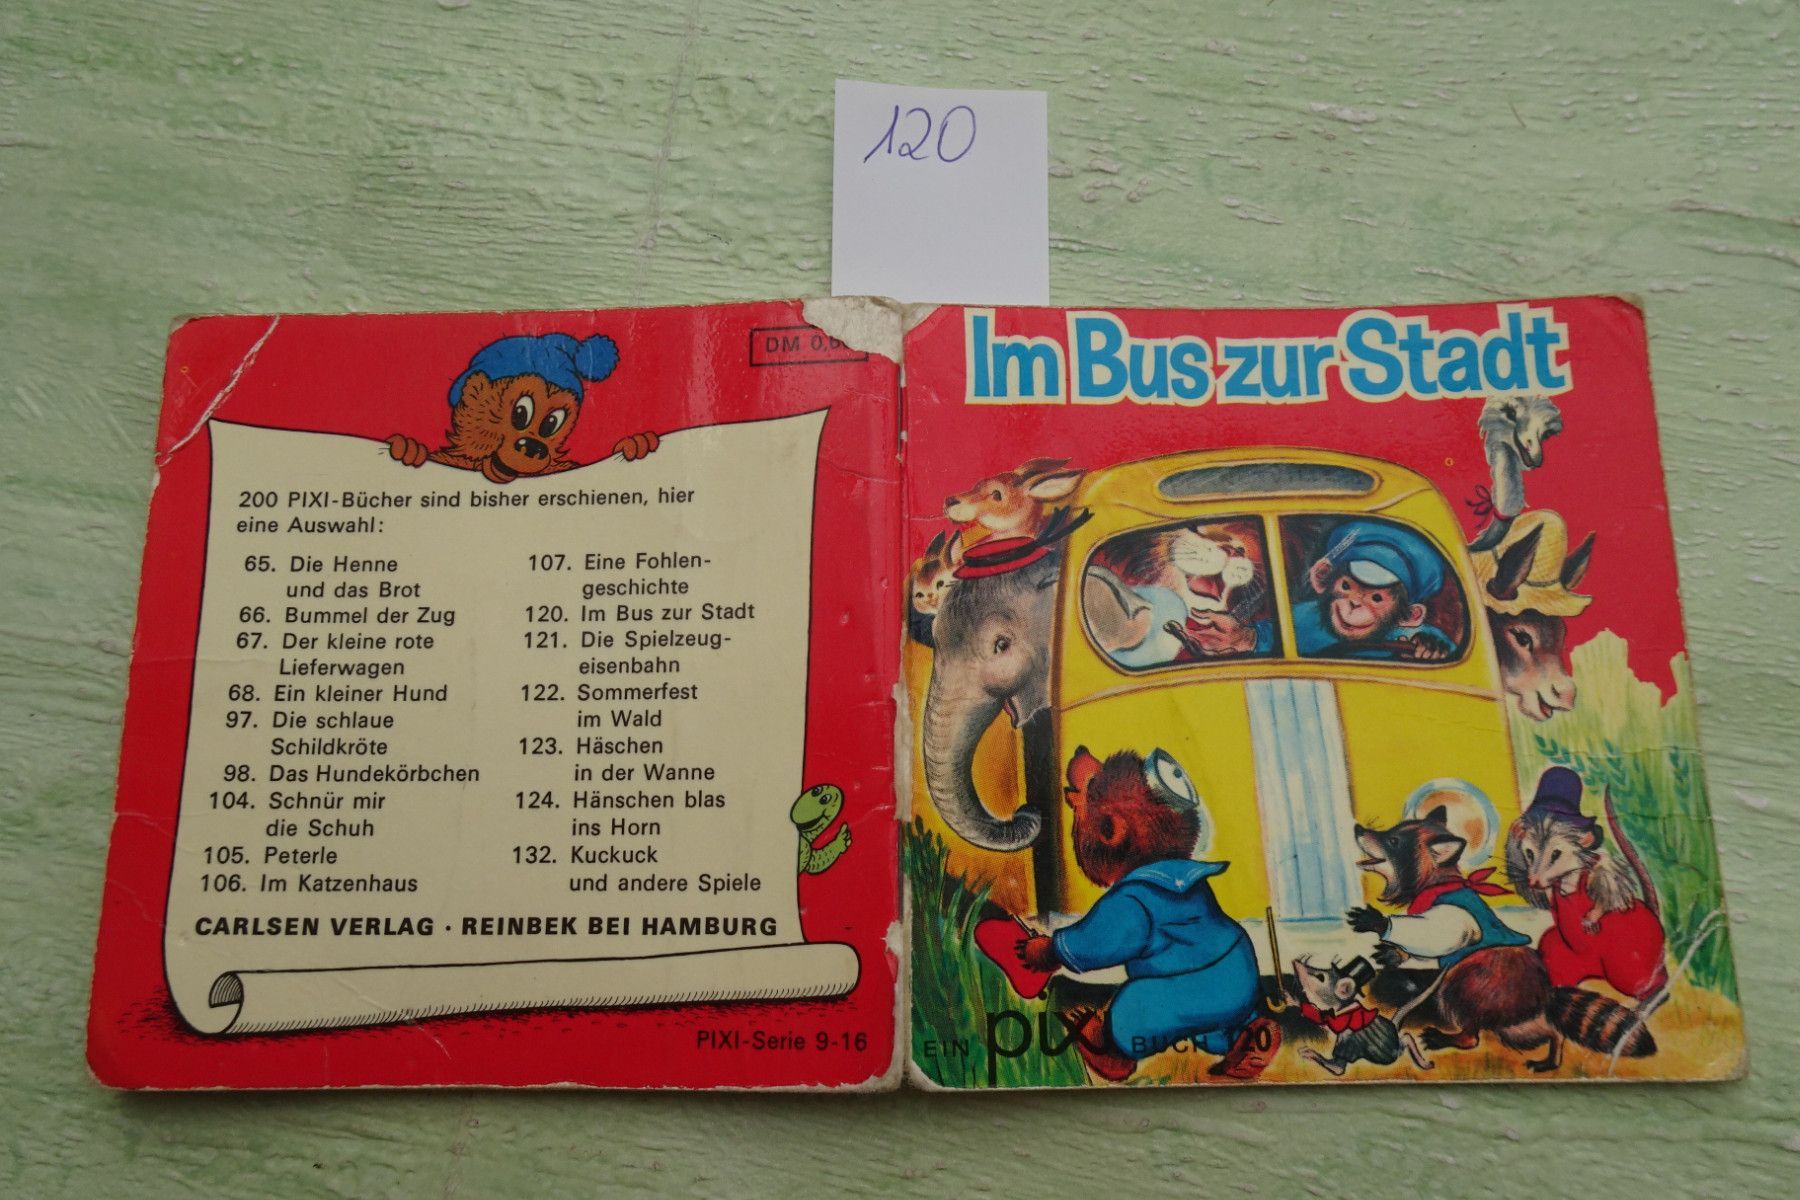 120
DM 0,60
200 PIXI-Bücher sind bisher erschienen, hier
eine Auswahl:
65. Die Henne
und das Brot
66. Bummel der Zug
67. Der kleine rote
Lieferwagen
68. Ein kleiner Hund
97. Die schlaue
Schildkröte
98. Das Hundekörbchen
104. Schnür mir
die Schuh
105. Peterle
106. Im Katzenhaus
107. Eine Fohlen-
geschichte
120. Im Bus zur Stadt
121. Die Spielzeug-
eisenbahn
122. Sommerfest
im Wald
123. Häschen
in der Wanne
124. Hänschen blas
ins Horn
132. Kuckuck
und andere Spiele
CARLSEN VERLAG · REINBEK BEI HAMBURG
PIXI-Serie 9-16
Im Bus zur Stadt
EIN pixi BUCH 120